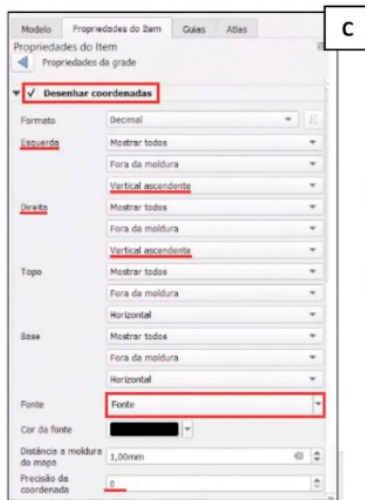 C
Modelo Propriedades do Item Guias Atlas
Propriedades do Item
Propriedades da grade
Desenhar coordenadas
Formato Decimal
Esquerda Mostrar todos
Fora da moldura
Vertical ascendente
Direita Mostrar todos
Fora da moldura
Vertical ascendente
Topo Mostrar todos
Fora da moldura
Horizontal
Base Mostrar todos
Fora da moldura
Horizontal
Fonte Fonte
Cor da fonte
Distância a moldura
do mapa 1,00mm
Precisão da
coordenada 0